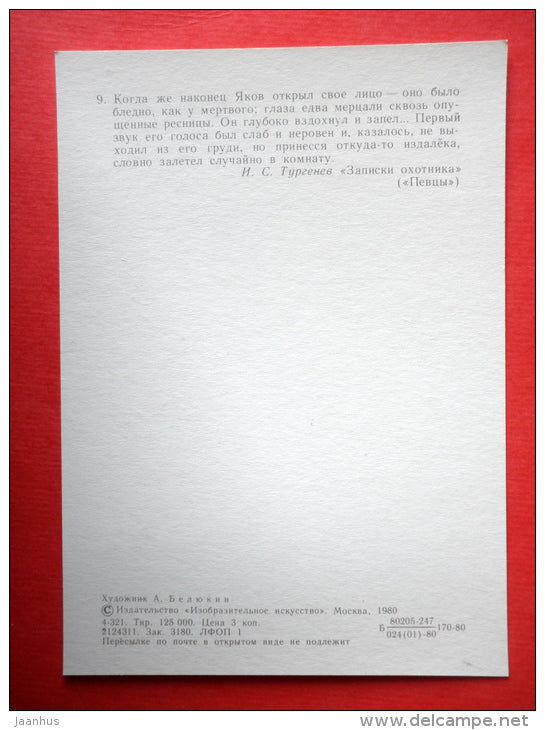 9. Когда же наконец Яков открыл свое лицо — оно было
бледно, как у мертвого; глаза едва мерцали сквозь опу-
щенные ресницы. Он глубоко вздохнул и запел... Первый
звук его голоса был слаб и неровен и, казалось, не вы-
ходил из его груди, но принесся откуда-то издалёка,
словно залетел случайно в комнату.
И. С. Тургенев «Записки охотника»
(«Певцы»)
Художник А. Белюкин
© Издательство «Изобразительное искусство». Москва, 1980
4-321. Тир. 125 000. Цена 3 коп.
2124311. Зак. 3180. ЛФОП 1
Пересылке по почте в открытом виде не подлежит
Б 80205-247 170-80
024(01)-80
Jaanhus
www.delcampe.net